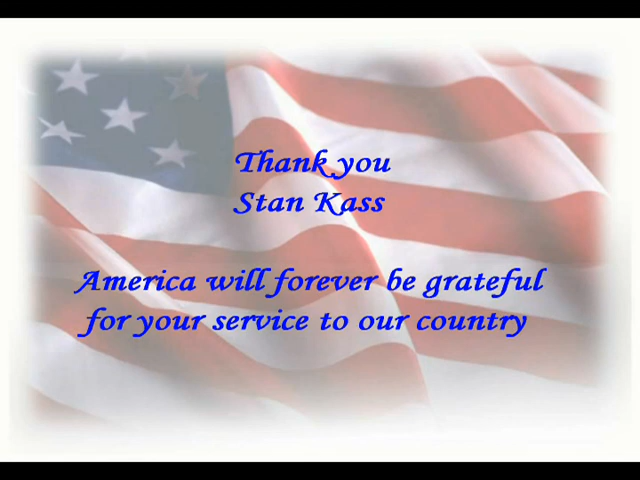 Thank you
Stan Kass
America will forever be grateful
for your service to our country